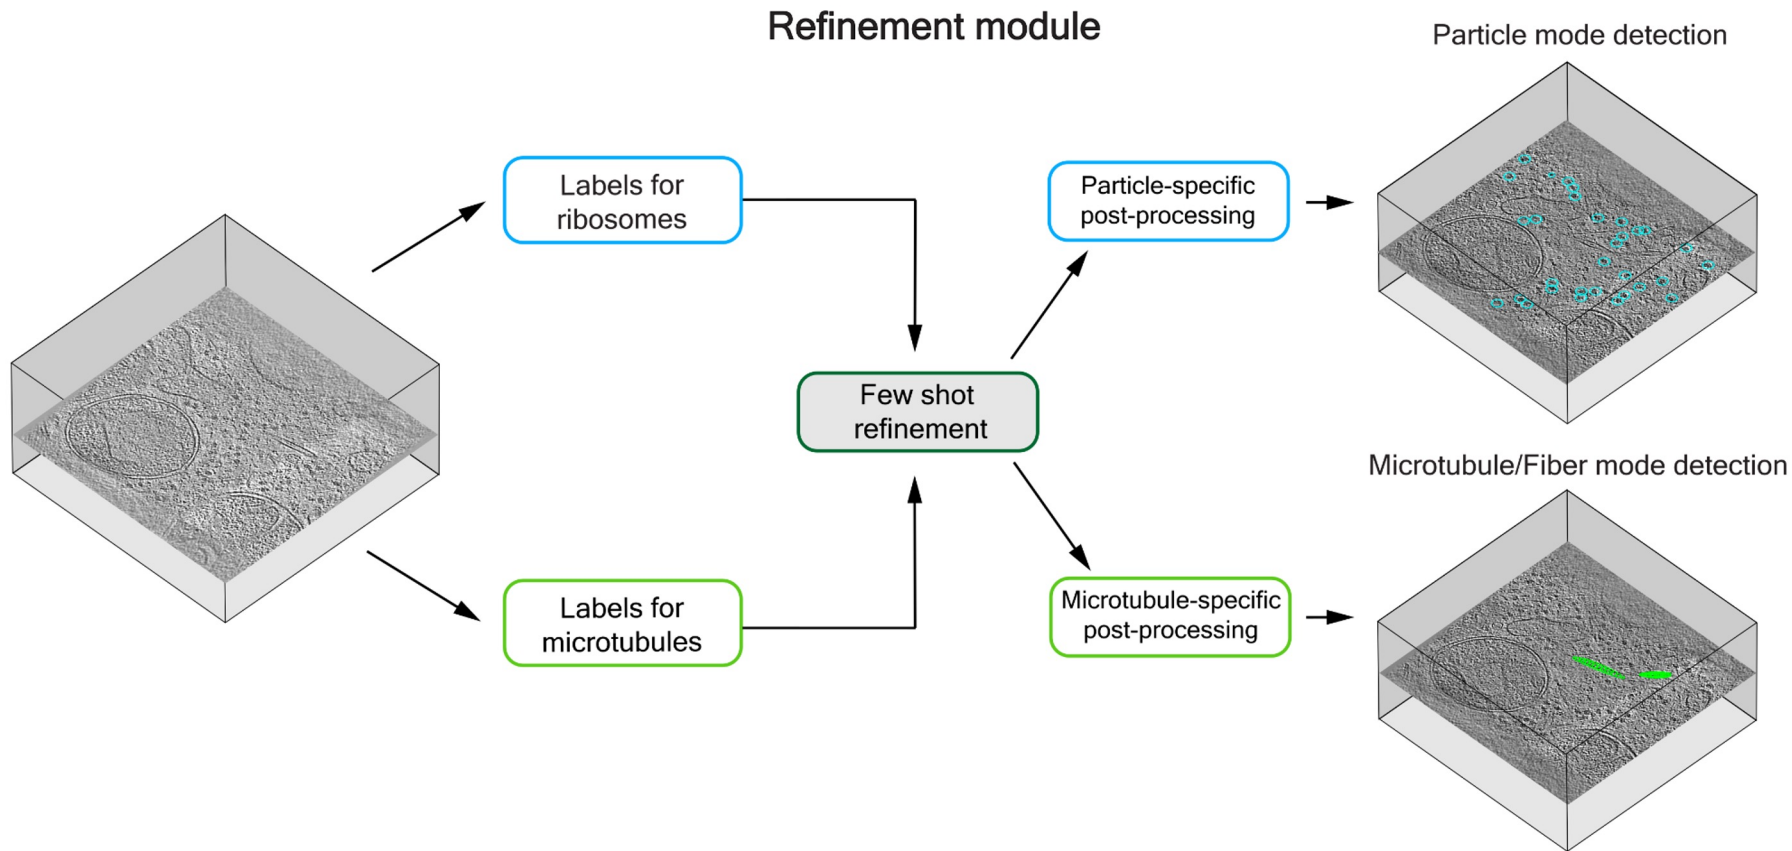 Refinement module
Particle mode detection
Labels for
ribosomes
Particle-specific
post-processing
Few shot
refinement
Microtubule/Fiber mode detection
Labels for
microtubules
Microtubule-specific
post-processing